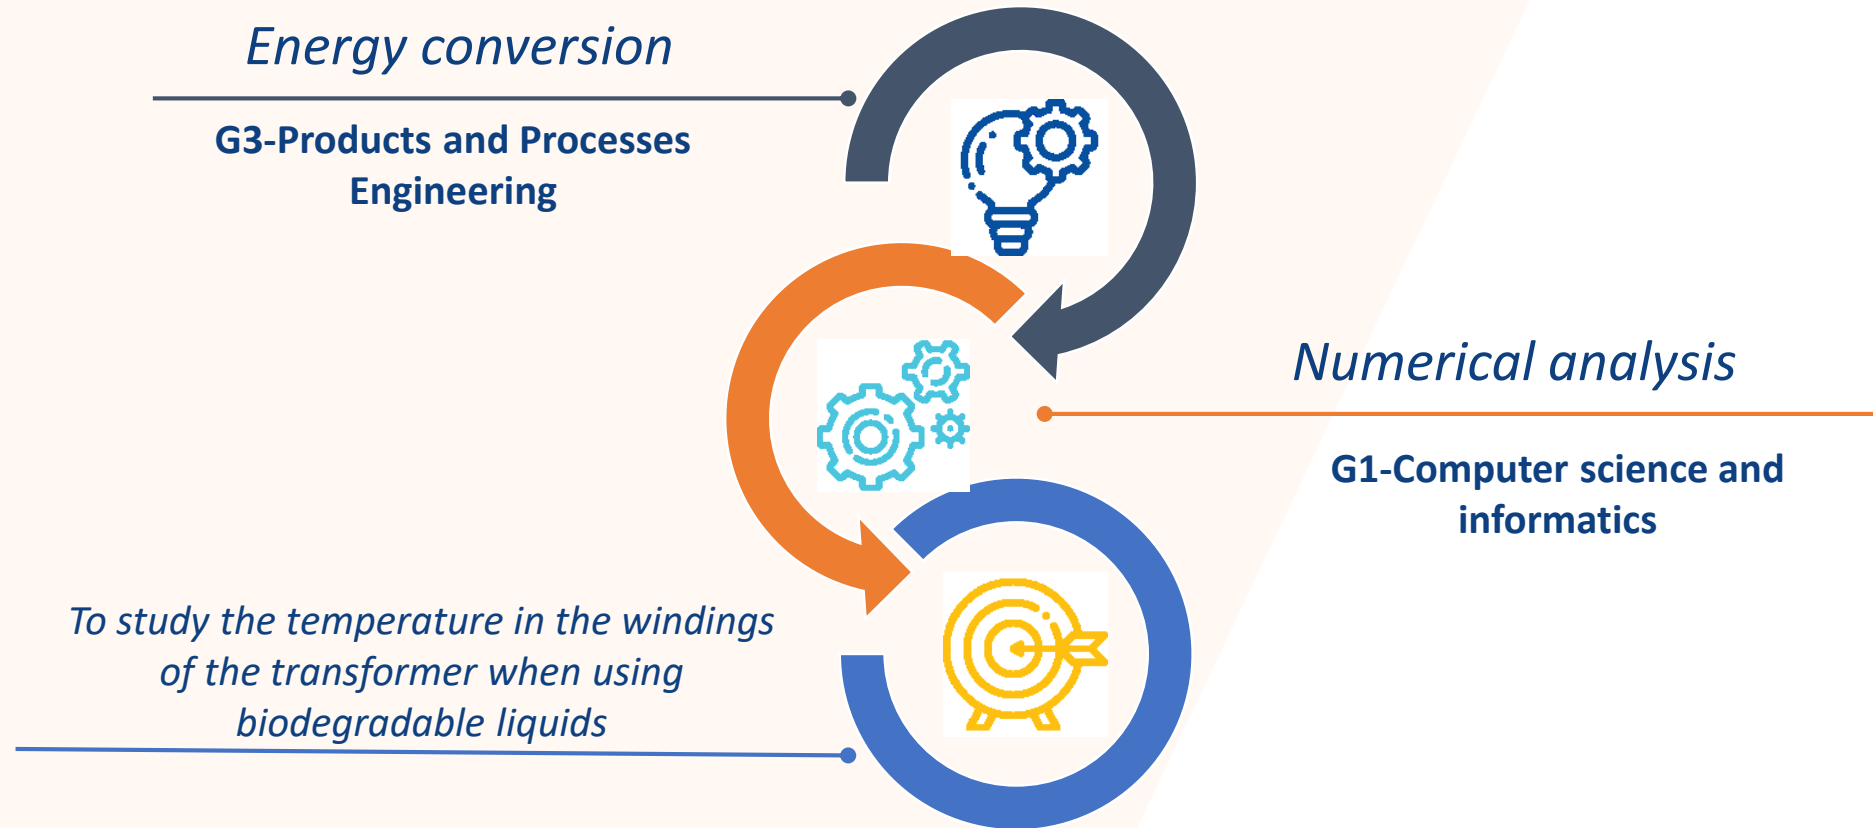 Energy conversion
G3-Products and Processes
Engineering
Numerical analysis
G1-Computer science and
informatics
To study the temperature in the windings
of the transformer when using
biodegradable liquids